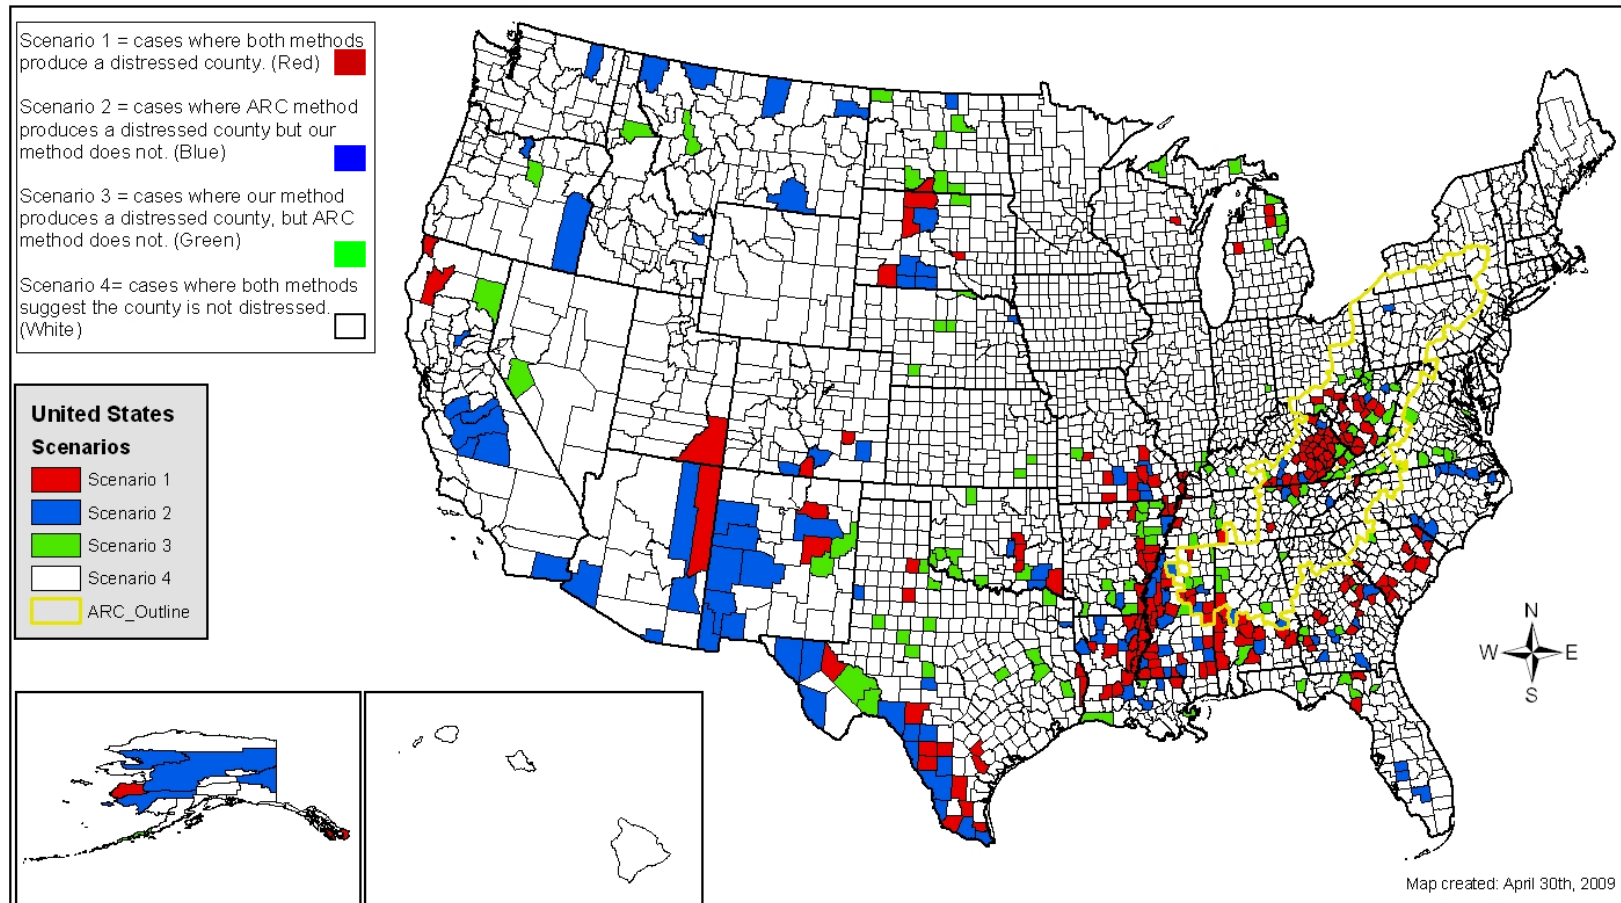 Scenario 1 = cases where both methods
produce a distressed county. (Red)
Scenario 2 = cases where ARC method
produces a distressed county but our
method does not. (Blue)
Scenario 3 = cases where our method
produces a distressed county, but ARC
method does not. (Green)
Scenario 4= cases where both methods
suggest the county is not distressed.
(White)
United States
Scenarios
Scenario 1
Scenario 2
Scenario 3
Scenario 4
ARC_Outline
N
W E
S
Map created: April 30th, 2009